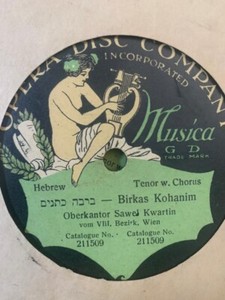 OPERA DISC COMPANY
INCORPORATED
Musica
G D
TRADE MARK
Hebrew Tenor w. Chorus
ברכה כהנים — Birkas Kohanim
Oberkantor Sawel Kwartin
vom VIII. Bezirk, Wien
Catalogue No. Catalogue No.
211509 211509